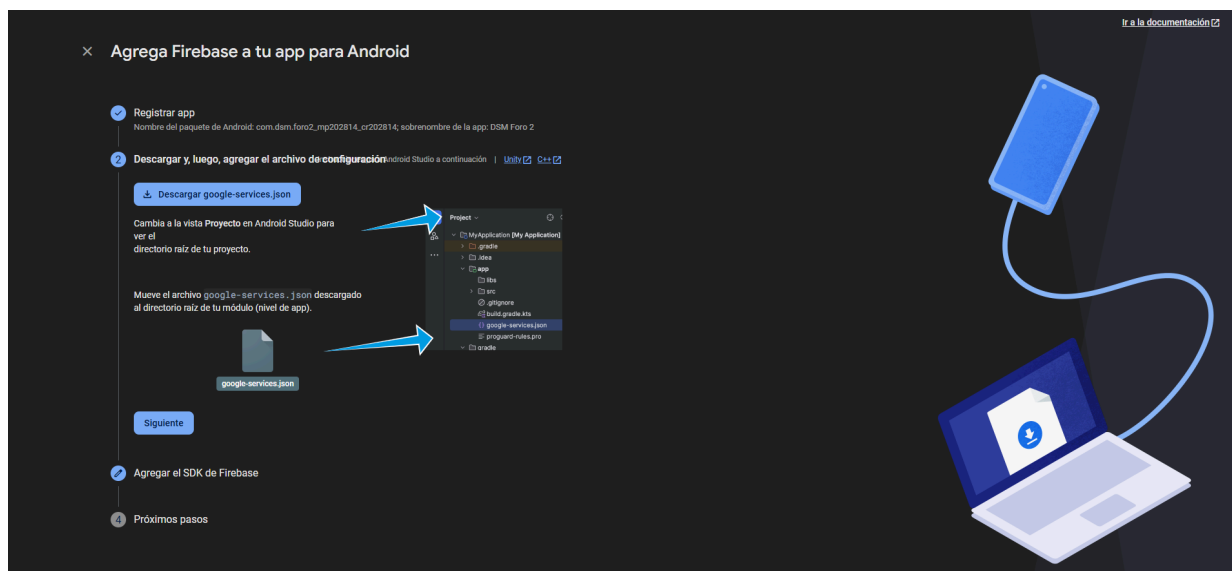 Ir a la documentación
Agrega Firebase a tu app para Android
Registrar app
Nombre del paquete de Android: com.dsm.foro2_mp202814_cr202814; sobrenombre de la app: DSM Foro 2
2 Descargar y, luego, agregar el archivo de configuración Android Studio a continuación | Unity C++
Descargar google-services.json
Cambia a la vista Proyecto en Android Studio para
ver el
directorio raíz de tu proyecto.
Mueve el archivo google-services.json descargado
al directorio raíz de tu módulo (nivel de app).
google-services.json
Project
MyApplication [My Application]
.gradle
.idea
app
libs
src
.gitignore
build.gradle.kts
google-services.json
proguard-rules.pro
gradle
Siguiente
Agregar el SDK de Firebase
4 Próximos pasos